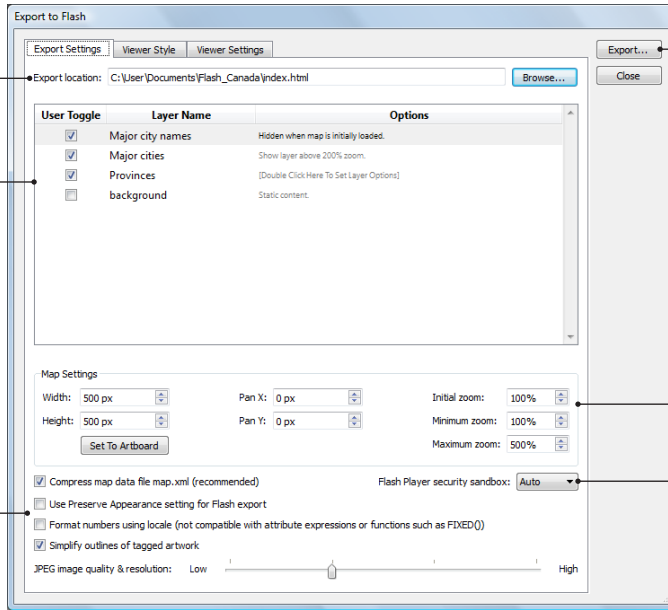 Export to Flash
Export Settings Viewer Style Viewer Settings
Export...
Export location: C:\User\Documents\Flash_Canada\index.html Browse... Close
User Toggle Layer Name Options
Major city names Hidden when map is initially loaded.
Major cities Show layer above 200% zoom.
Provinces [Double Click Here To Set Layer Options]
background Static content.
Map Settings
Width: 500 px Pan X: 0 px Initial zoom: 100%
Height: 500 px Pan Y: 0 px Minimum zoom: 100%
Set To Artboard Maximum zoom: 500%
Compress map data file map.xml (recommended) Flash Player security sandbox: Auto
Use Preserve Appearance setting for Flash export
Format numbers using locale (not compatible with attribute expressions or functions such as FIXED())
Simplify outlines of tagged artwork
JPEG image quality & resolution: Low High